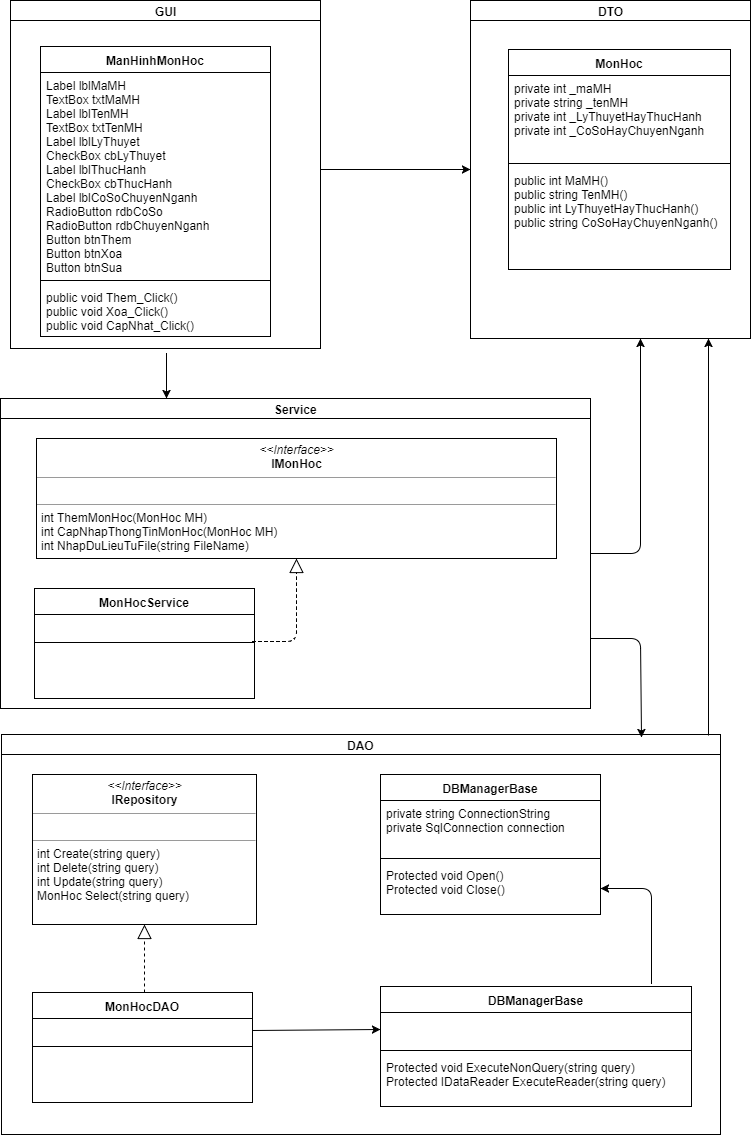 GUI
ManHinhMonHoc
Label lblMaMH
TextBox txtMaMH
Label lblTenMH
TextBox txtTenMH
Label lblLyThuyet
CheckBox cbLyThuyet
Label lblThucHanh
CheckBox cbThucHanh
Label lblCoSoChuyenNganh
RadioButton rdbCoSo
RadioButton rdbChuyenNganh
Button btnThem
Button btnXoa
Button btnSua
public void Them_Click()
public void Xoa_Click()
public void CapNhat_Click()
DTO
MonHoc
private int _maMH
private string _tenMH
private int _LyThuyetHayThucHanh
private int _CoSoHayChuyenNganh
public int MaMH()
public string TenMH()
public int LyThuyetHayThucHanh()
public string CoSoHayChuyenNganh()
Service
<<Interface>>
IMonHoc
int ThemMonHoc(MonHoc MH)
int CapNhapThongTinMonHoc(MonHoc MH)
int NhapDuLieuTuFile(string FileName)
MonHocService
DAO
<<Interface>>
IRepository
int Create(string query)
int Delete(string query)
int Update(string query)
MonHoc Select(string query)
DBManagerBase
private string ConnectionString
private SqlConnection connection
Protected void Open()
Protected void Close()
MonHocDAO
DBManagerBase
Protected void ExecuteNonQuery(string query)
Protected IDataReader ExecuteReader(string query)